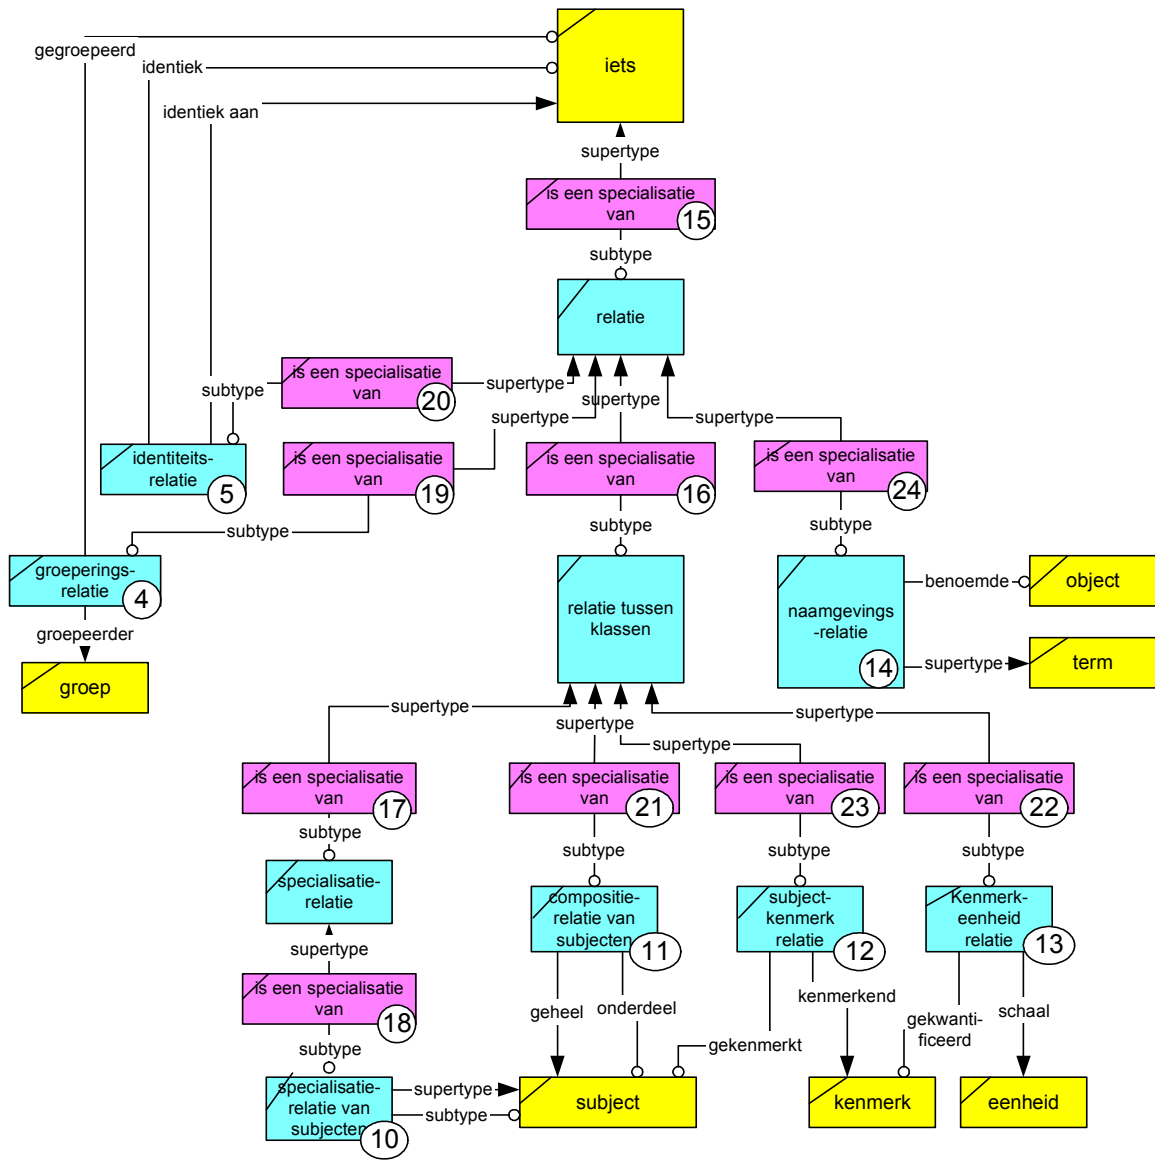 iets
gegroepeerd
identiek
identiek aan
supertype
is een specialisatie
van
15
subtype
relatie
is een specialisatie
van
20
supertype
subtype
supertype
supertype
supertype
identiteits-
relatie
5
is een specialisatie
van
19
is een specialisatie
van
16
is een specialisatie
van
24
subtype
subtype
subtype
groeperings-
relatie
4
groepeerder
groep
relatie tussen
klassen
naamgevings
-relatie
14
benoemde
object
supertype
term
supertype
supertype
supertype
supertype
is een specialisatie
van
17
is een specialisatie
van
21
is een specialisatie
van
23
is een specialisatie
van
22
subtype
subtype
subtype
subtype
specialisatie-
relatie
compositie-
relatie van
subjecten
11
subject-
kenmerk
relatie
12
Kenmerk-
eenheid
relatie
13
supertype
is een specialisatie
van
18
geheel
onderdeel
gekenmerkt
kenmerkend
gekwanti-
ficeerd
schaal
subtype
specialisatie-
relatie van
subjecten
10
supertype
subtype
subject
kenmerk
eenheid